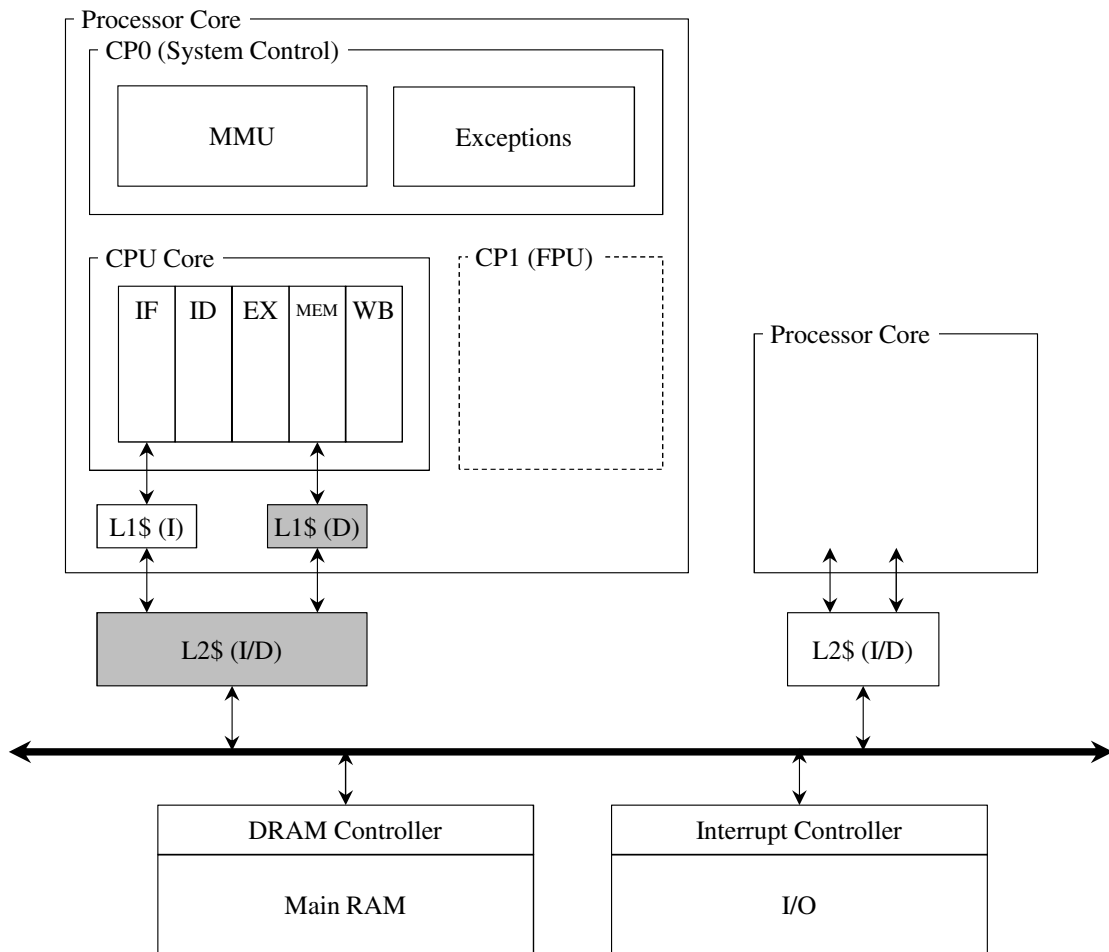 Processor Core
CP0 (System Control)
MMU
Exceptions
CPU Core
CP1 (FPU)
IF
ID
EX
MEM
WB
Processor Core
L1$ (I)
L1$ (D)
L2$ (I/D)
L2$ (I/D)
DRAM Controller
Interrupt Controller
Main RAM
I/O